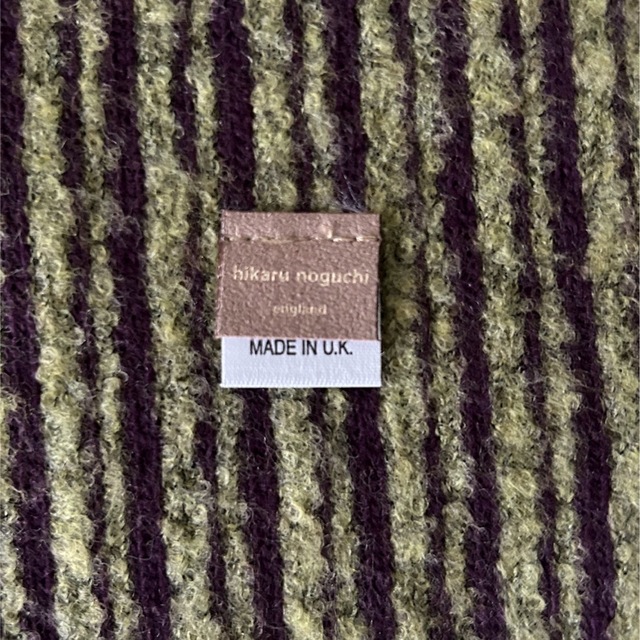 hikaru noguchi
england
MADE IN U.K.